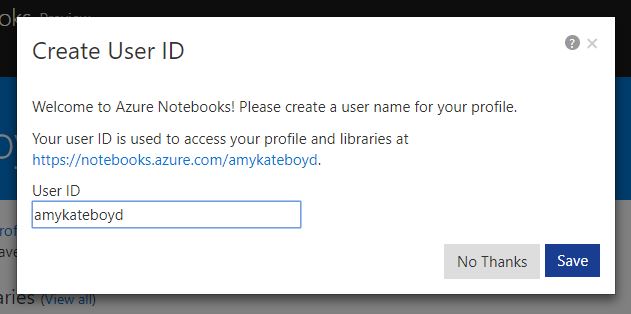 Preview
Create User ID
Welcome to Azure Notebooks! Please create a user name for your profile.
Your user ID is used to access your profile and libraries at
https://notebooks.azure.com/amykateboyd.
User ID
amykateboyd
No Thanks
Save
(View all)